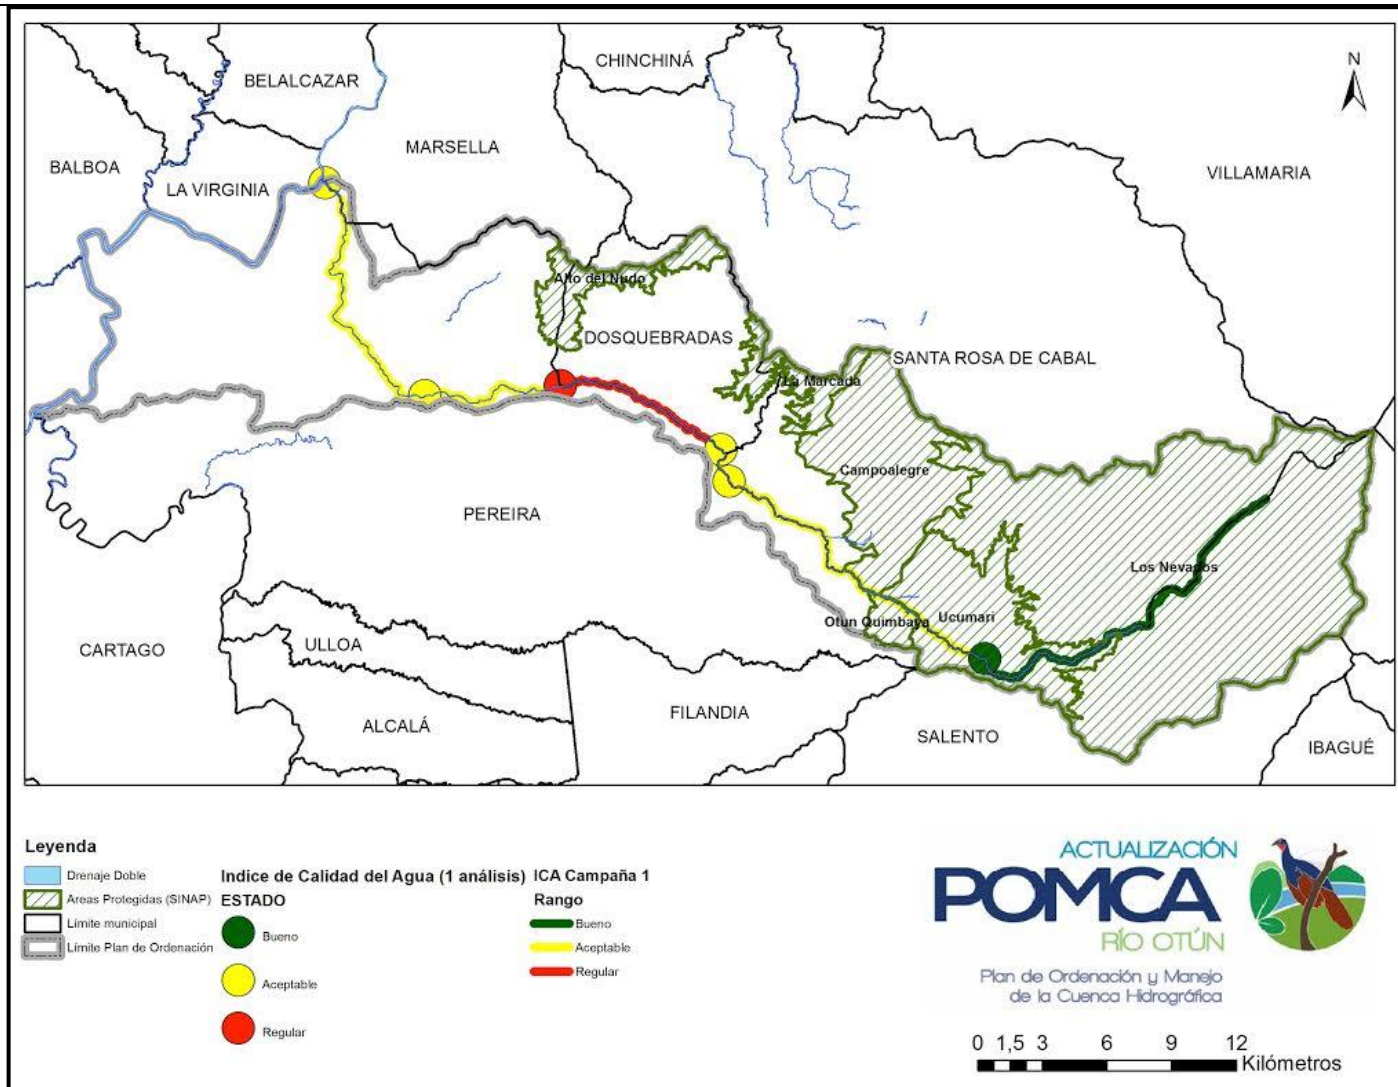 CHINCHINÁ
N
BELALCAZAR
MARSELLA
BALBOA
LA VIRGINIA
VILLAMARIA
Alto del Nudo
DOSQUEBRADAS
SANTA ROSA DE CABAL
La Marcada
Campoalegre
PEREIRA
Los Nevados
Otun Quimbaya
Ucumarí
CARTAGO
ULLOA
FILANDIA
ALCALÁ
SALENTO
IBAGUÉ
Leyenda
Drenaje Doble
Areas Protegidas (SINAP)
Límite municipal
Límite Plan de Ordenación
Indice de Calidad del Agua (1 análisis)
ESTADO
Bueno
Aceptable
Regular
ICA Campaña 1
Rango
Bueno
Aceptable
Regular
ACTUALIZACIÓN
POMCA
RÍO OTÚN
Plan de Ordenación y Manejo
de la Cuenca Hidrográfica
0 1,5 3 6 9 12
Kilómetros